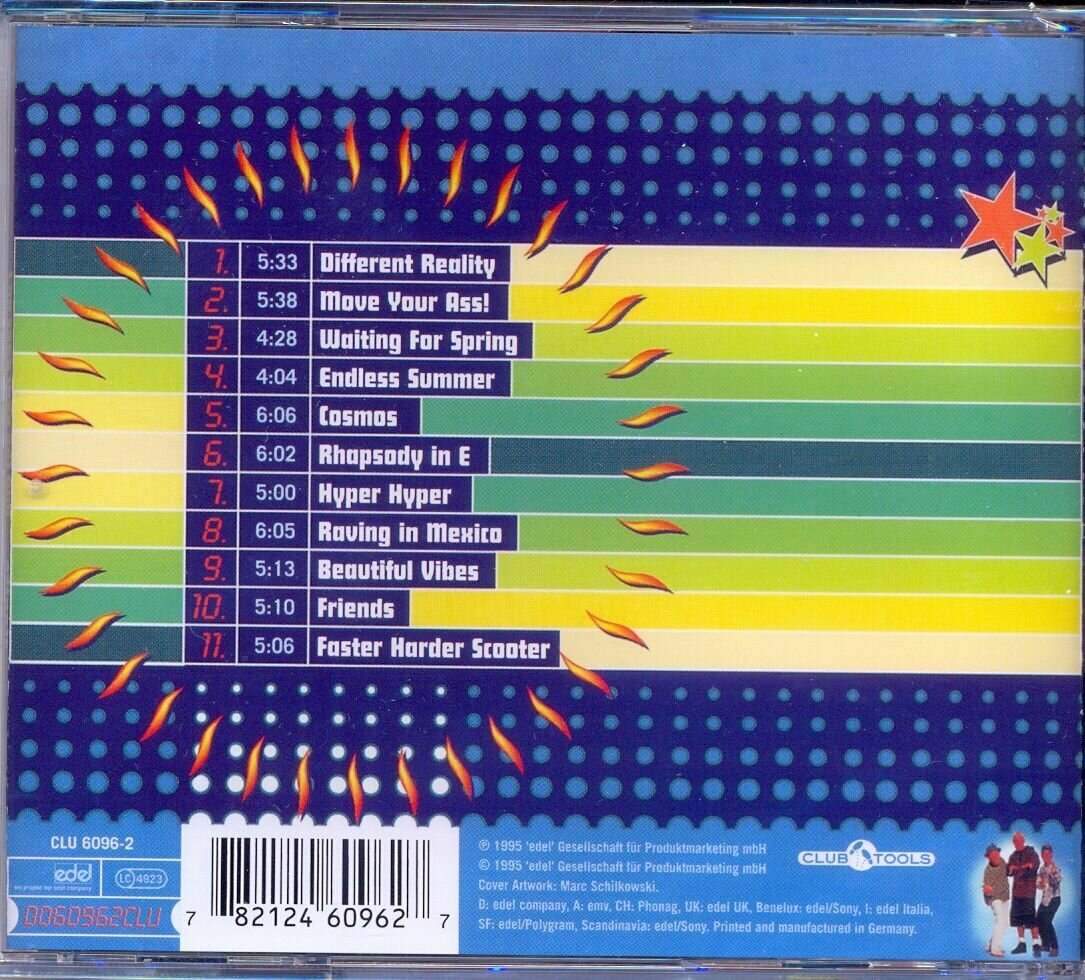 1. 5:33 Different Reality
2. 5:38 Move Your Ass!
3. 4:28 Waiting For Spring
4. 4:04 Endless Summer
5. 6:06 Cosmos
6. 6:02 Rhapsody in E
7. 5:00 Hyper Hyper
8. 6:05 Raving in Mexico
9. 5:13 Beautiful Vibes
10. 5:10 Friends
11. 5:06 Faster Harder Scooter
CLU 6096-2
edel
ein projekt der edel company
LC 4923
0060962CLU
7 82124 60962 7
℗ 1995 'edel' Gesellschaft für Produktmarketing mbH
© 1995 'edel' Gesellschaft für Produktmarketing mbH
Cover Artwork: Marc Schilkowski.
D: edel company, A: emv, CH: Phonag, UK: edel UK, Benelux: edel/Sony, I: edel Italia,
SF: edel/Polygram, Scandinavia: edel/Sony. Printed and manufactured in Germany.
CLUB TOOLS